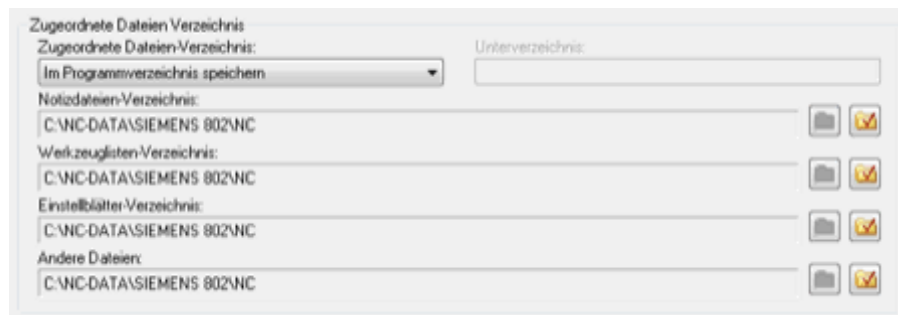 Zugeordnete Dateien Verzeichnis
Zugeordnete Dateien-Verzeichnis: Unterverzeichnis:
Im Programmverzeichnis speichern
Notizdateien-Verzeichnis:
C:\NC-DATA\SIEMENS 802\NC
Werkzeuglisten-Verzeichnis:
C:\NC-DATA\SIEMENS 802\NC
Einstellblätter-Verzeichnis:
C:\NC-DATA\SIEMENS 802\NC
Andere Dateien:
C:\NC-DATA\SIEMENS 802\NC